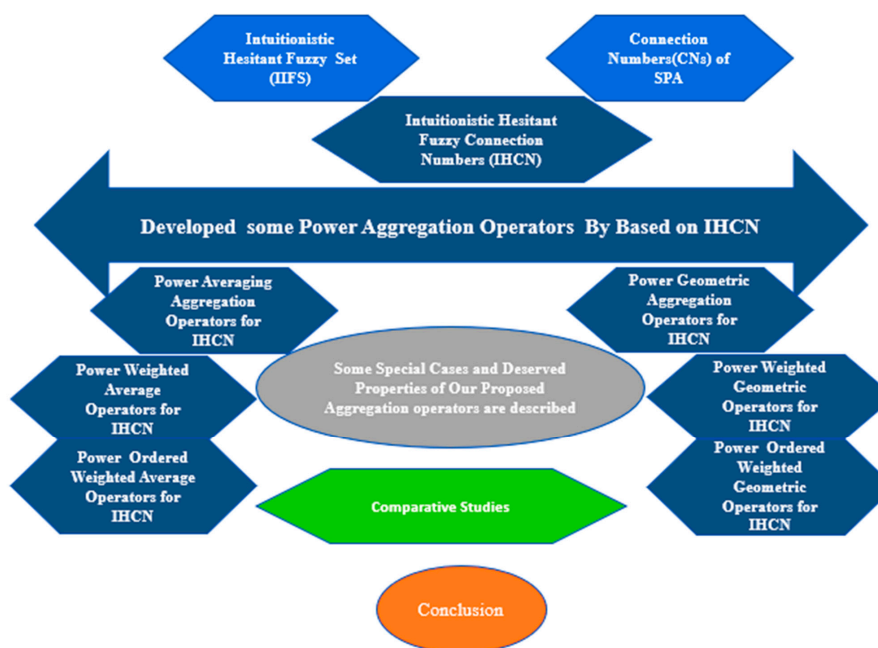 Intuitionistic
Hesitant Fuzzy Set
(IIFS)
Connection
Numbers(CNs) of
SPA
Intuitionistic Hesitant
Fuzzy Connection
Numbers (IHCN)
Developed some Power Aggregation Operators By Based on IHCN
Power Averaging
Aggregation
Operators for
IHCN
Power Geometric
Aggregation
Operators for
IHCN
Some Special Cases and Deserved
Properties of Our Proposed
Aggregation operators are described
Power Weighted
Average
Operators for
IHCN
Power Weighted
Geometric
Operators for
IHCN
Power Ordered
Weighted Average
Operators for
IHCN
Power Ordered
Weighted
Geometric
Operators for
IHCN
Comparative Studies
Conclusion